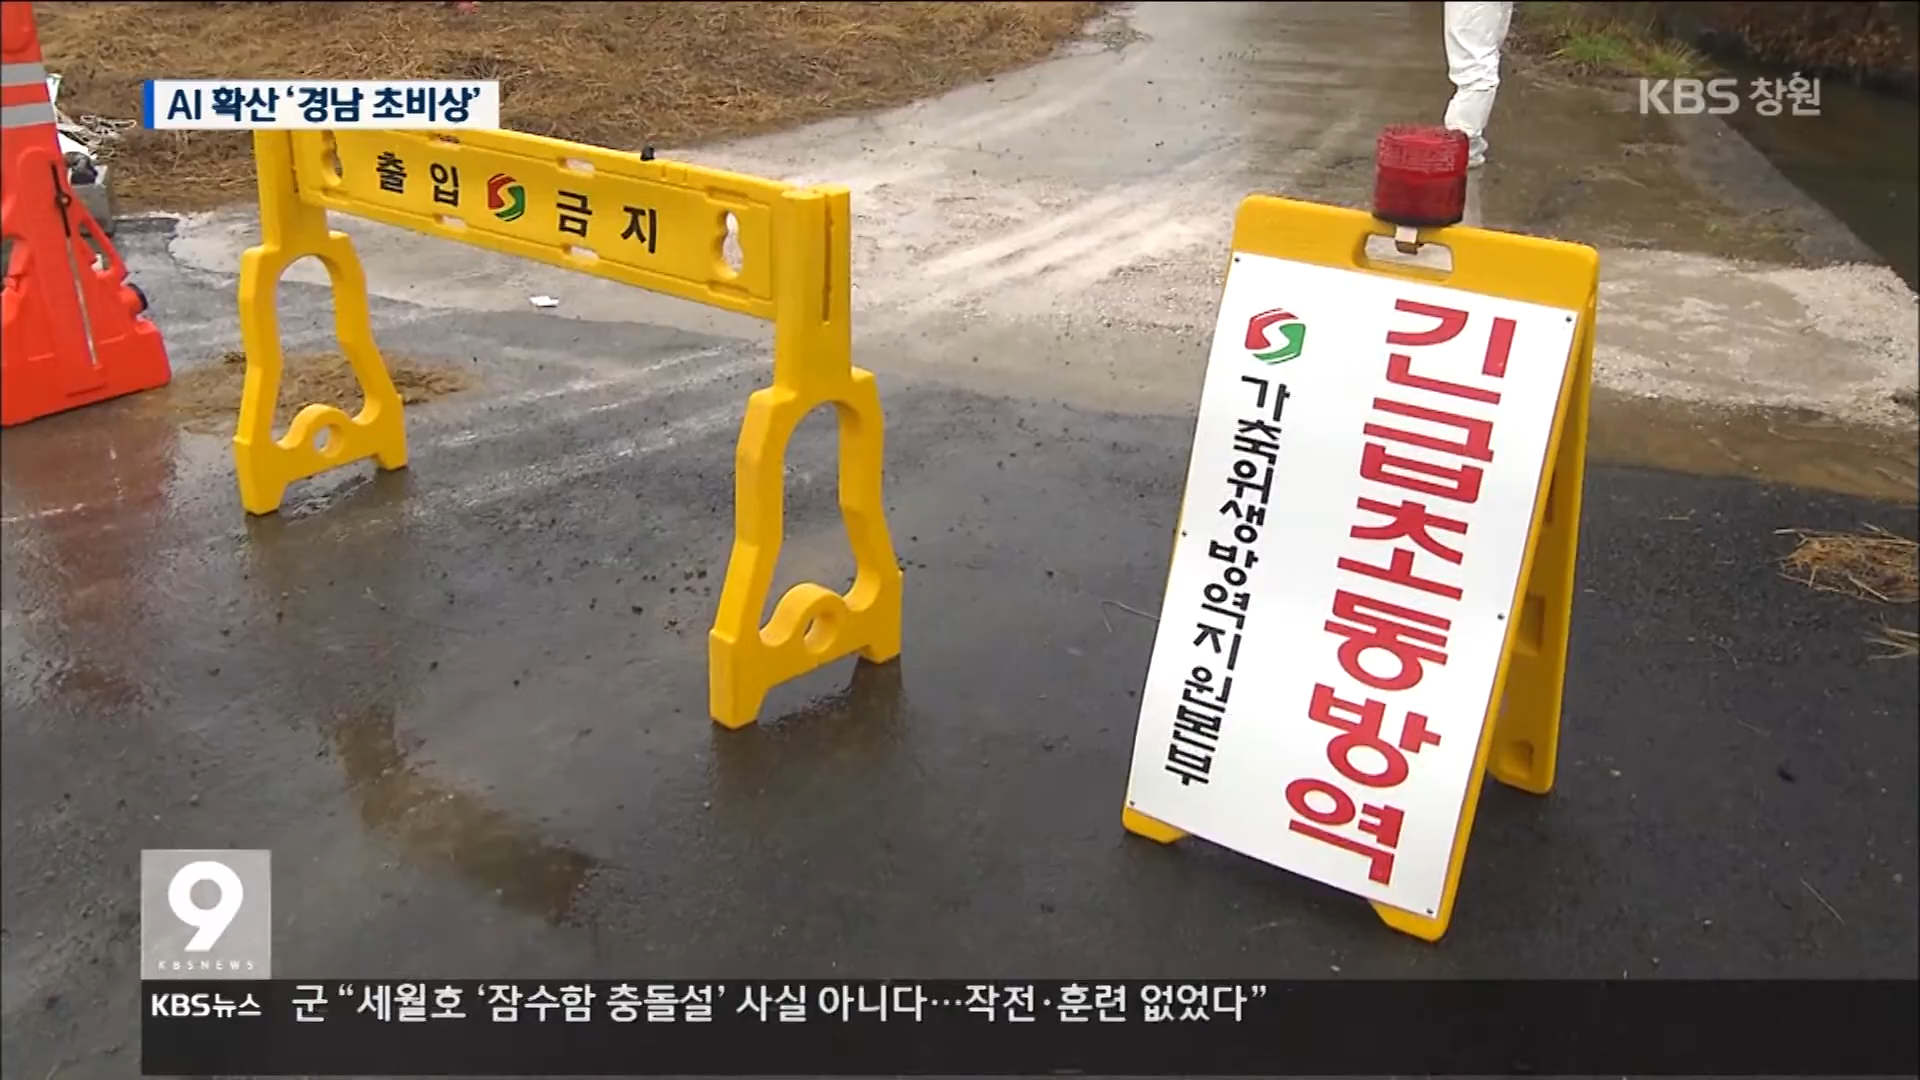 AI 확산 ‘경남 초비상’
KBS 창원
출입 금지
긴급초동방역
가축위생방역지원본부
9
KBS NEWS
KBS뉴스
군 “세월호 ‘잠수함 충돌설’ 사실 아니다…작전·훈련 없었다”